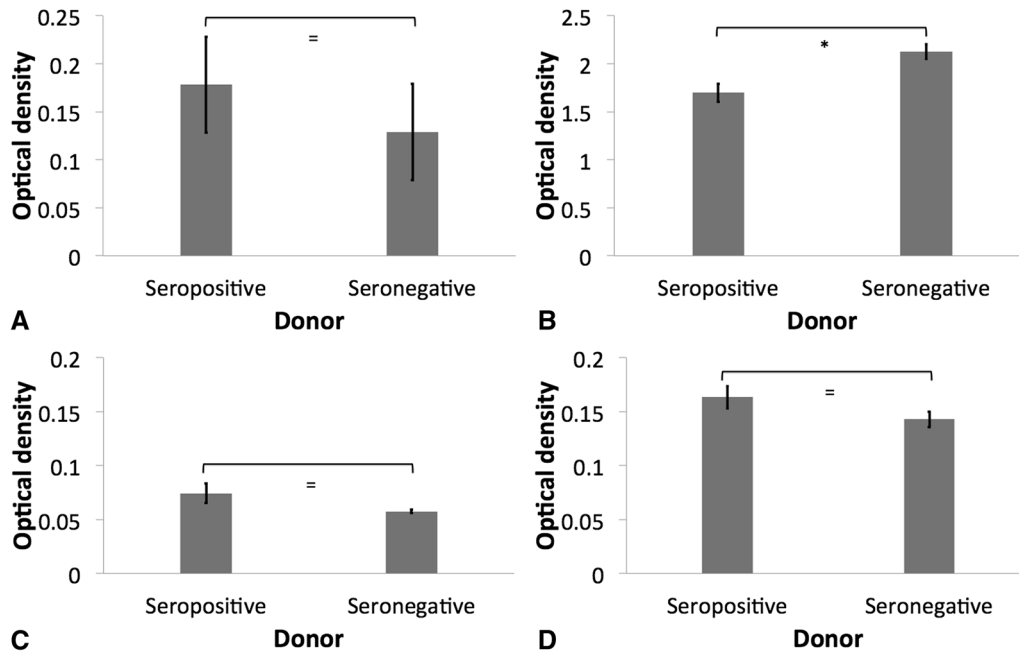 0.25
0.2
0.15
0.1
0.05
0
Optical density
=
Seropositive Seronegative
Donor
A
2.5
2
1.5
1
0.5
0
Optical density
*
Seropositive Seronegative
Donor
B
0.2
0.15
0.1
0.05
0
Optical density
=
Seropositive Seronegative
Donor
C
0.2
0.15
0.1
0.05
0
Optical density
=
Seropositive Seronegative
Donor
D